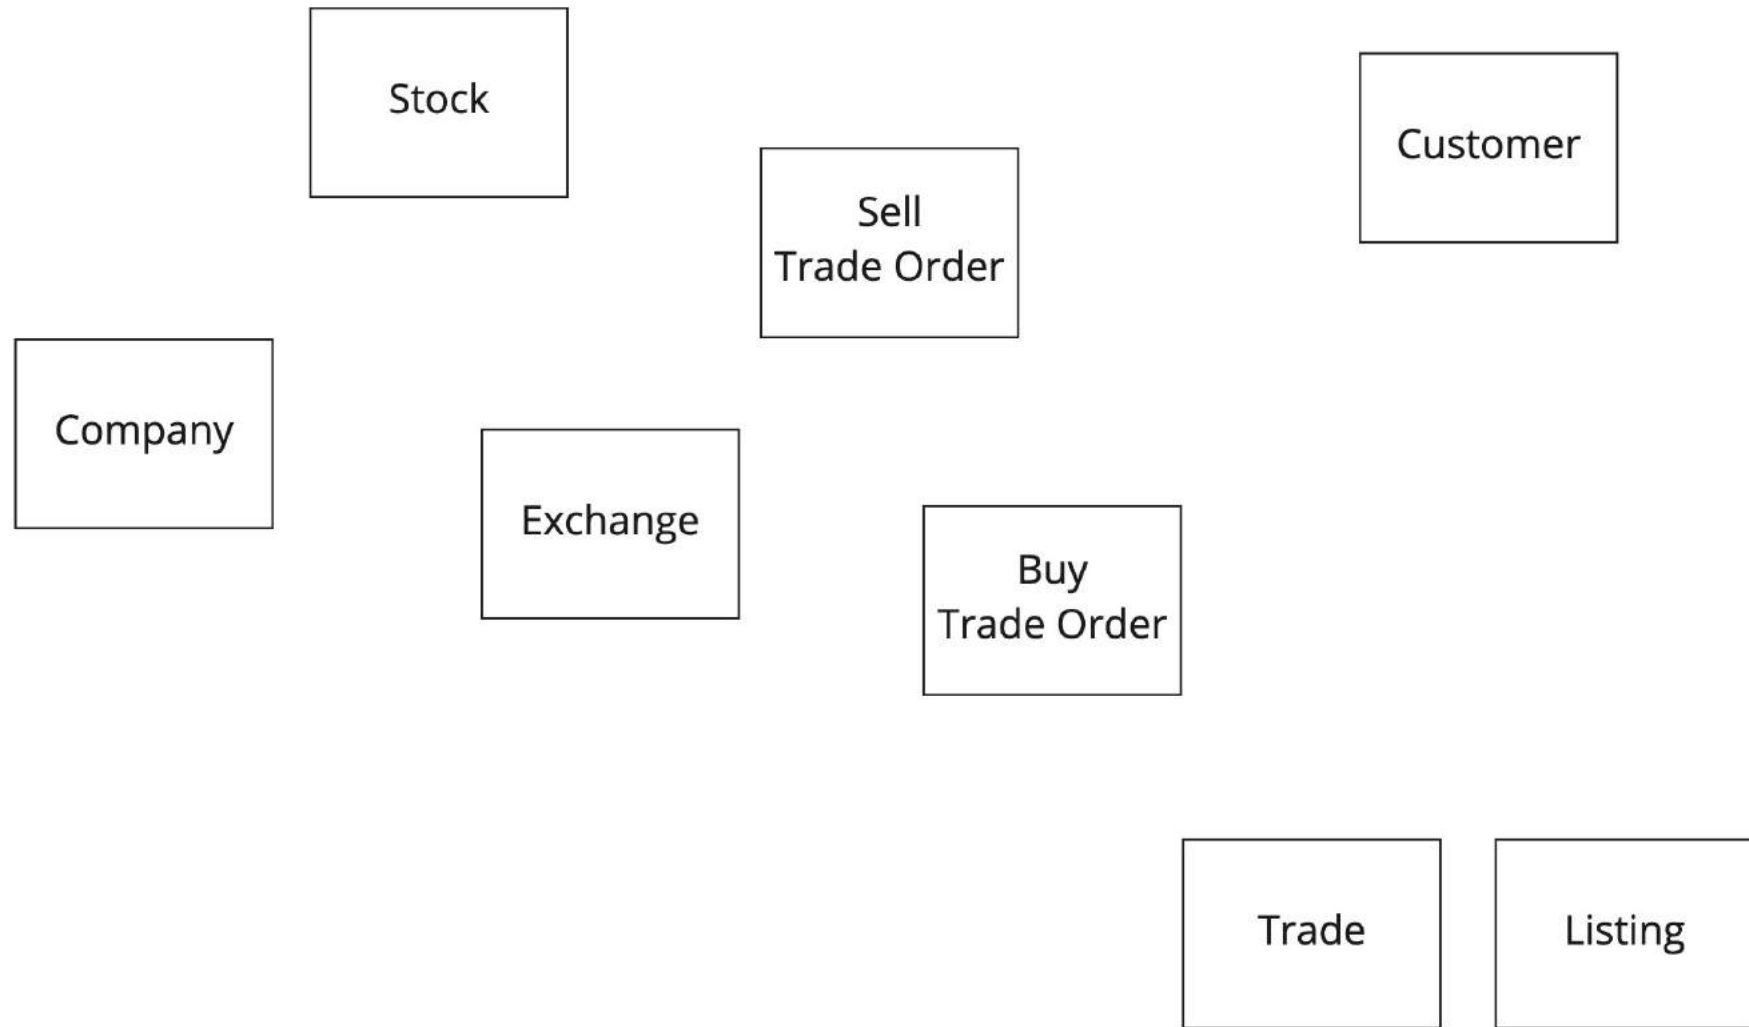 Stock
Customer
Sell
Trade Order
Company
Exchange
Buy
Trade Order
Trade
Listing